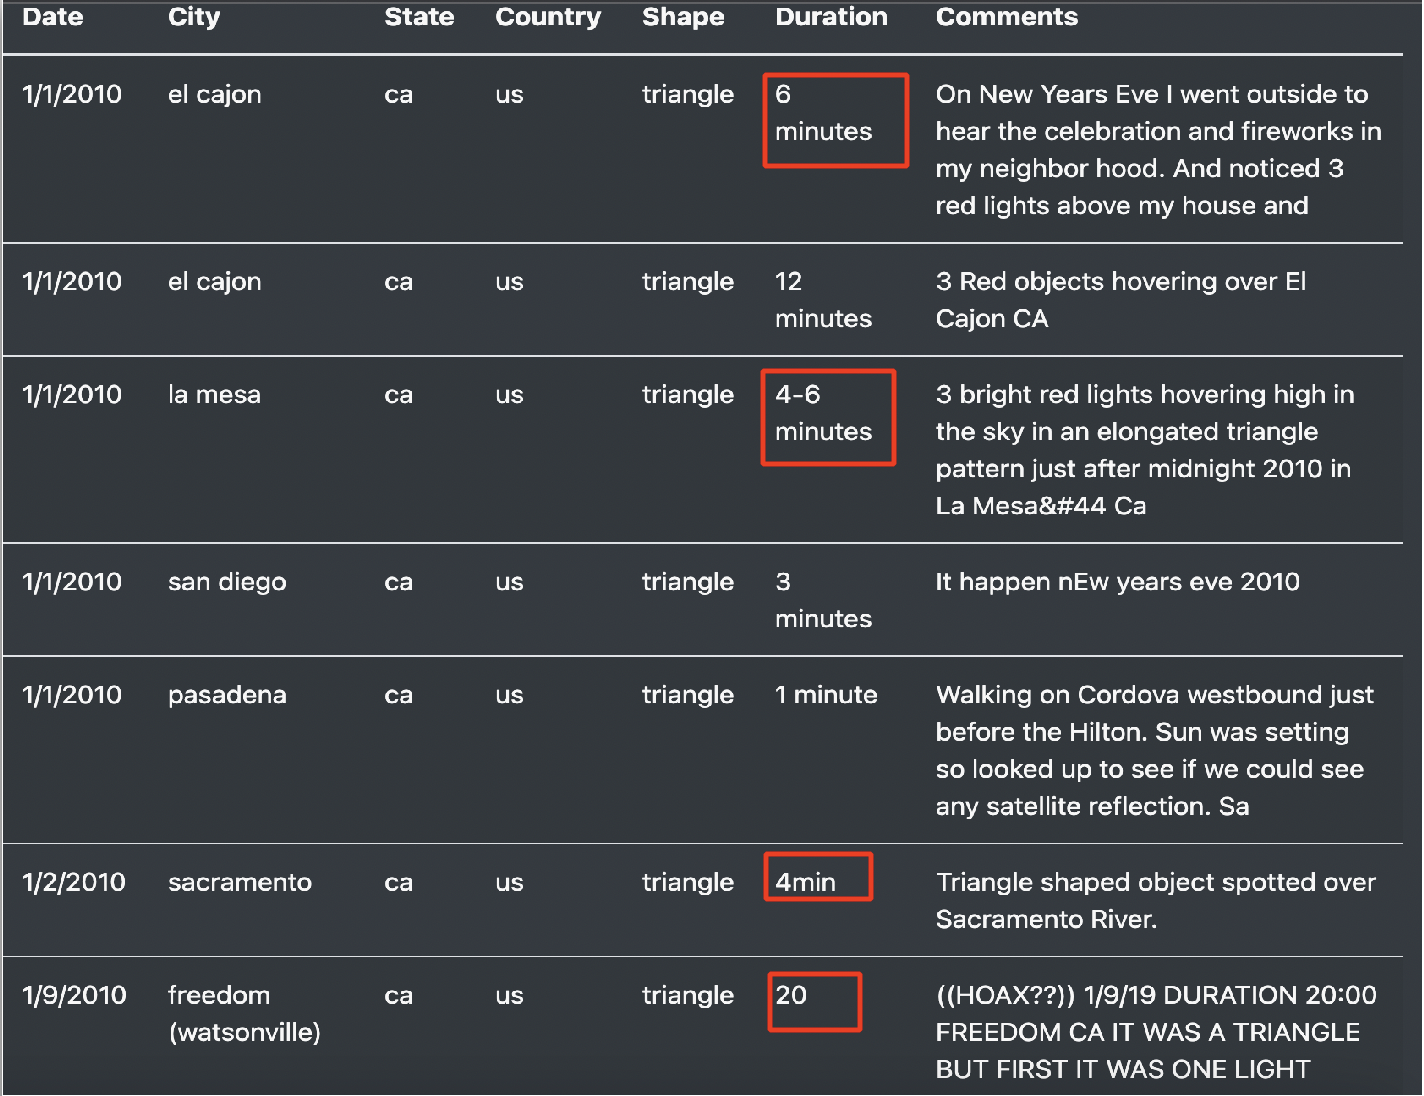 Date City State Country Shape Duration Comments
1/1/2010 el cajon ca us triangle 6 On New Years Eve I went outside to
minutes hear the celebration and fireworks in
my neighbor hood. And noticed 3
red lights above my house and
1/1/2010 el cajon ca us triangle 12 3 Red objects hovering over El
minutes Cajon CA
1/1/2010 la mesa ca us triangle 4-6 3 bright red lights hovering high in
minutes the sky in an elongated triangle
pattern just after midnight 2010 in
La Mesa&#44 Ca
1/1/2010 san diego ca us triangle 3 It happen nEw years eve 2010
minutes
1/1/2010 pasadena ca us triangle 1 minute Walking on Cordova westbound just
before the Hilton. Sun was setting
so looked up to see if we could see
any satellite reflection. Sa
1/2/2010 sacramento ca us triangle 4min Triangle shaped object spotted over
Sacramento River.
1/9/2010 freedom ca us triangle 20 ((HOAX??)) 1/9/19 DURATION 20:00
(watsonville) FREEDOM CA IT WAS A TRIANGLE
BUT FIRST IT WAS ONE LIGHT